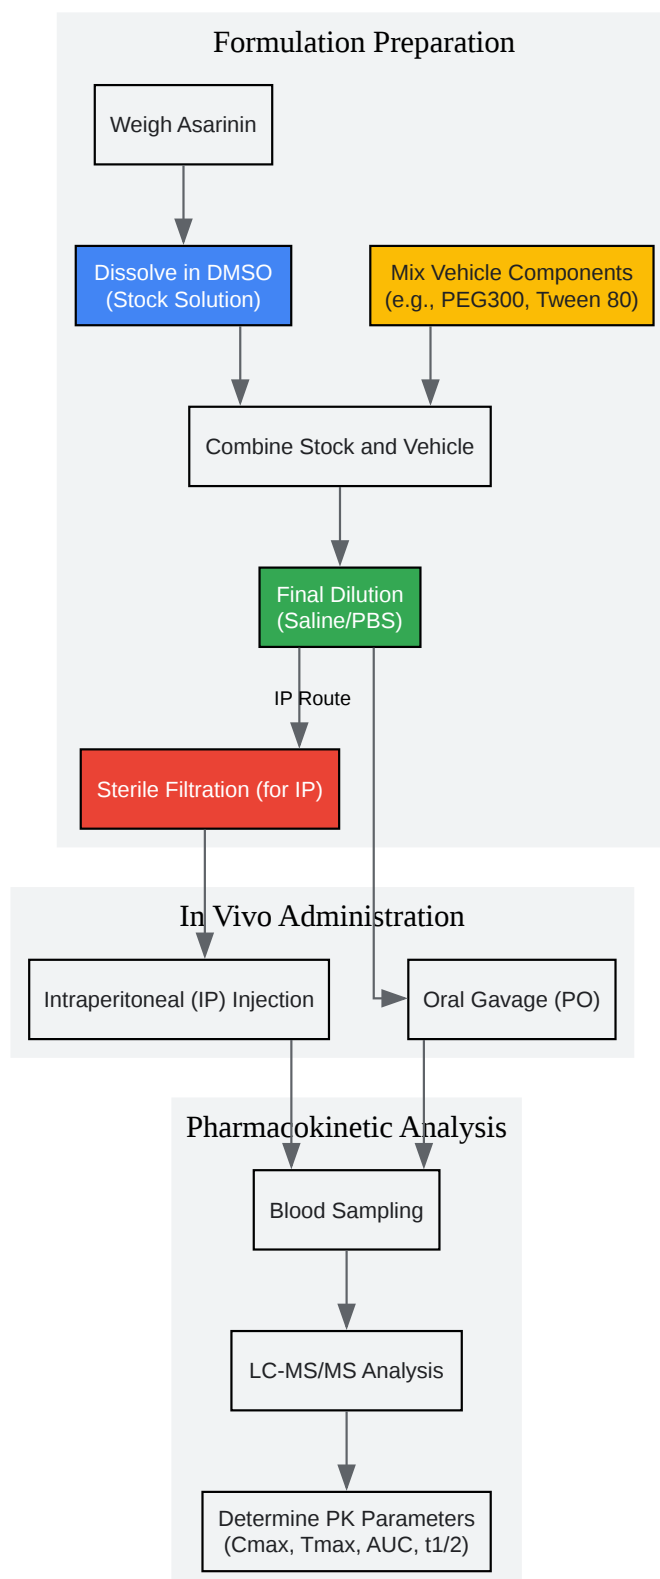 Formulation Preparation
Weigh Asarinin
Dissolve in DMSO
(Stock Solution)
Mix Vehicle Components
(e.g., PEG300, Tween 80)
Combine Stock and Vehicle
Final Dilution
(Saline/PBS)
IP Route
Sterile Filtration (for IP)
In Vivo Administration
Intraperitoneal (IP) Injection
Oral Gavage (PO)
Pharmacokinetic Analysis
Blood Sampling
LC-MS/MS Analysis
Determine PK Parameters
(Cmax, Tmax, AUC, t1/2)